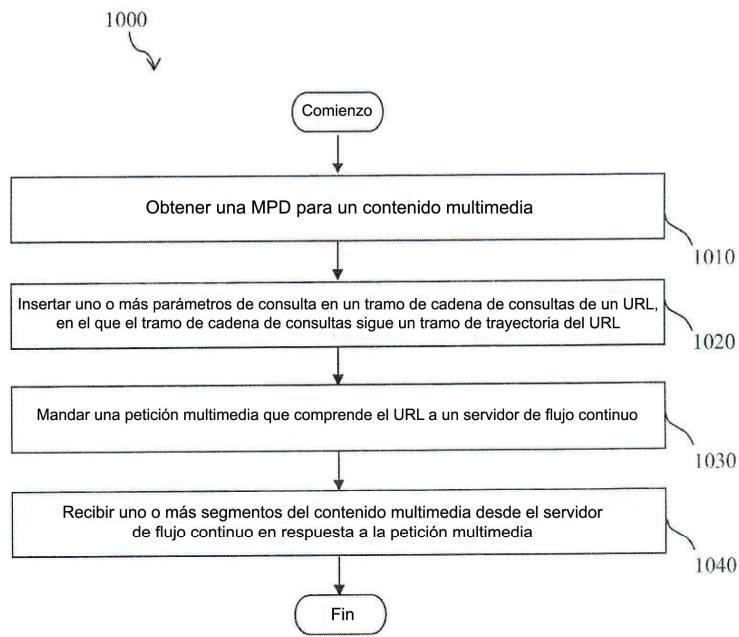 1000
Comienzo
Obtener una MPD para un contenido multimedia
1010
Insertar uno o más parámetros de consulta en un tramo de cadena de consultas de un URL,
en el que el tramo de cadena de consultas sigue un tramo de trayectoria del URL
1020
Mandar una petición multimedia que comprende el URL a un servidor de flujo continuo
1030
Recibir uno o más segmentos del contenido multimedia desde el servidor
de flujo continuo en respuesta a la petición multimedia
1040
Fin